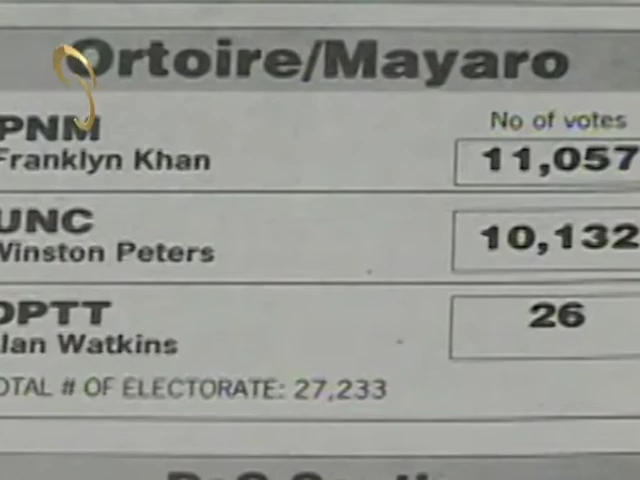 Ortoire/Mayaro
PNM
No of votes
Franklyn Khan
11,057
UNC
10,132
Winston Peters
DPTT
26
lan Watkins
OTAL # OF ELECTORATE: 27,233